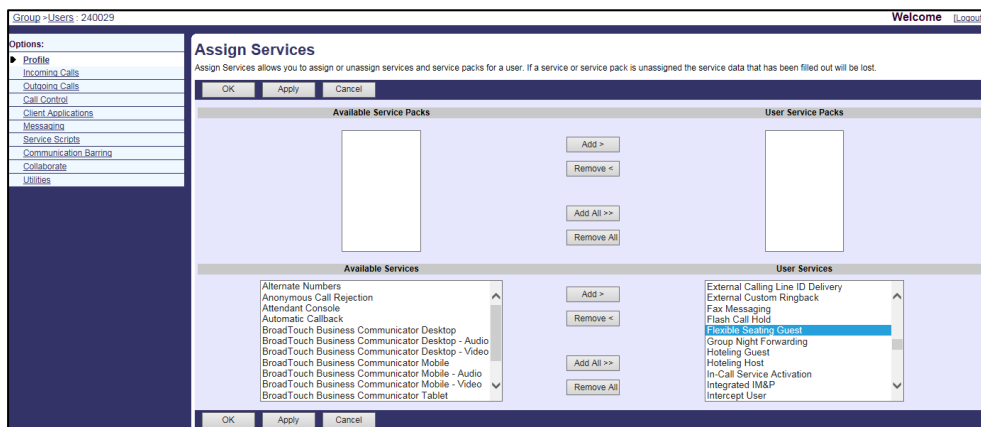 Group >Users : 240029
Welcome [Logout
Options:
Profile
Incoming Calls
Outgoing Calls
Call Control
Client Applications
Messaging
Service Scripts
Communication Barring
Collaborate
Utilities
Assign Services
Assign Services allows you to assign or unassign services and service packs for a user. If a service or service pack is unassigned the service data that has been filled out will be lost.
OK Apply Cancel
Available Service Packs User Service Packs
Add >
Remove <
Add All >>
Remove All
Available Services User Services
Alternate Numbers
Anonymous Call Rejection
Attendant Console
Automatic Callback
BroadTouch Business Communicator Desktop
BroadTouch Business Communicator Desktop - Audio
BroadTouch Business Communicator Desktop - Video
BroadTouch Business Communicator Mobile
BroadTouch Business Communicator Mobile - Audio
BroadTouch Business Communicator Mobile - Video
BroadTouch Business Communicator Tablet
Add >
Remove <
Add All >>
Remove All
External Calling Line ID Delivery
External Custom Ringback
Fax Messaging
Flash Call Hold
Flexible Seating Guest
Group Night Forwarding
Hoteling Guest
Hoteling Host
In-Call Service Activation
Integrated IM&P
Intercept User
OK Apply Cancel